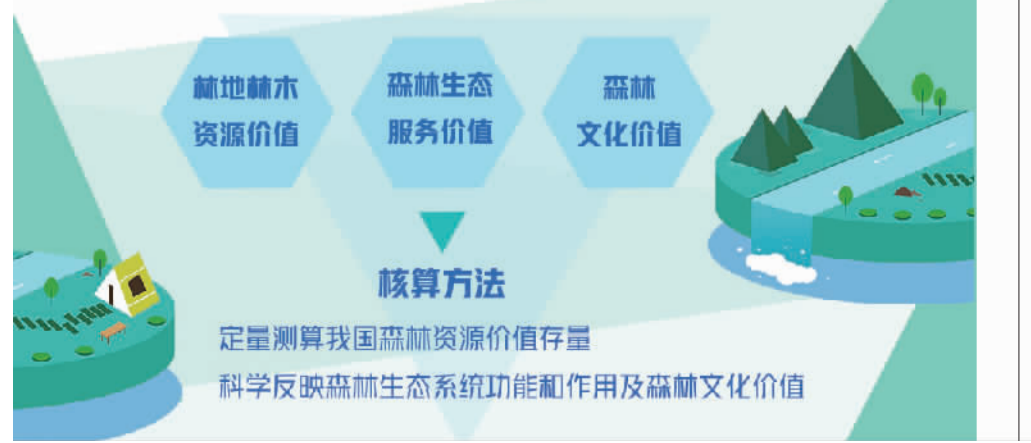 林地林木
资源价值
森林生态
服务价值
森林
文化价值
核算方法
定量测算我国森林资源价值存量
科学反映森林生态系统功能和作用及森林文化价值